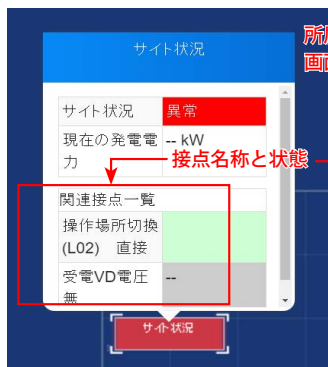 サイト状況
所
画
サイト状況 異常
現在の発電電力 -- kW
接点名称と状態
関連接点一覧
操作場所切換
(L02) 直接
受電VD電圧 --
無
サイト状況